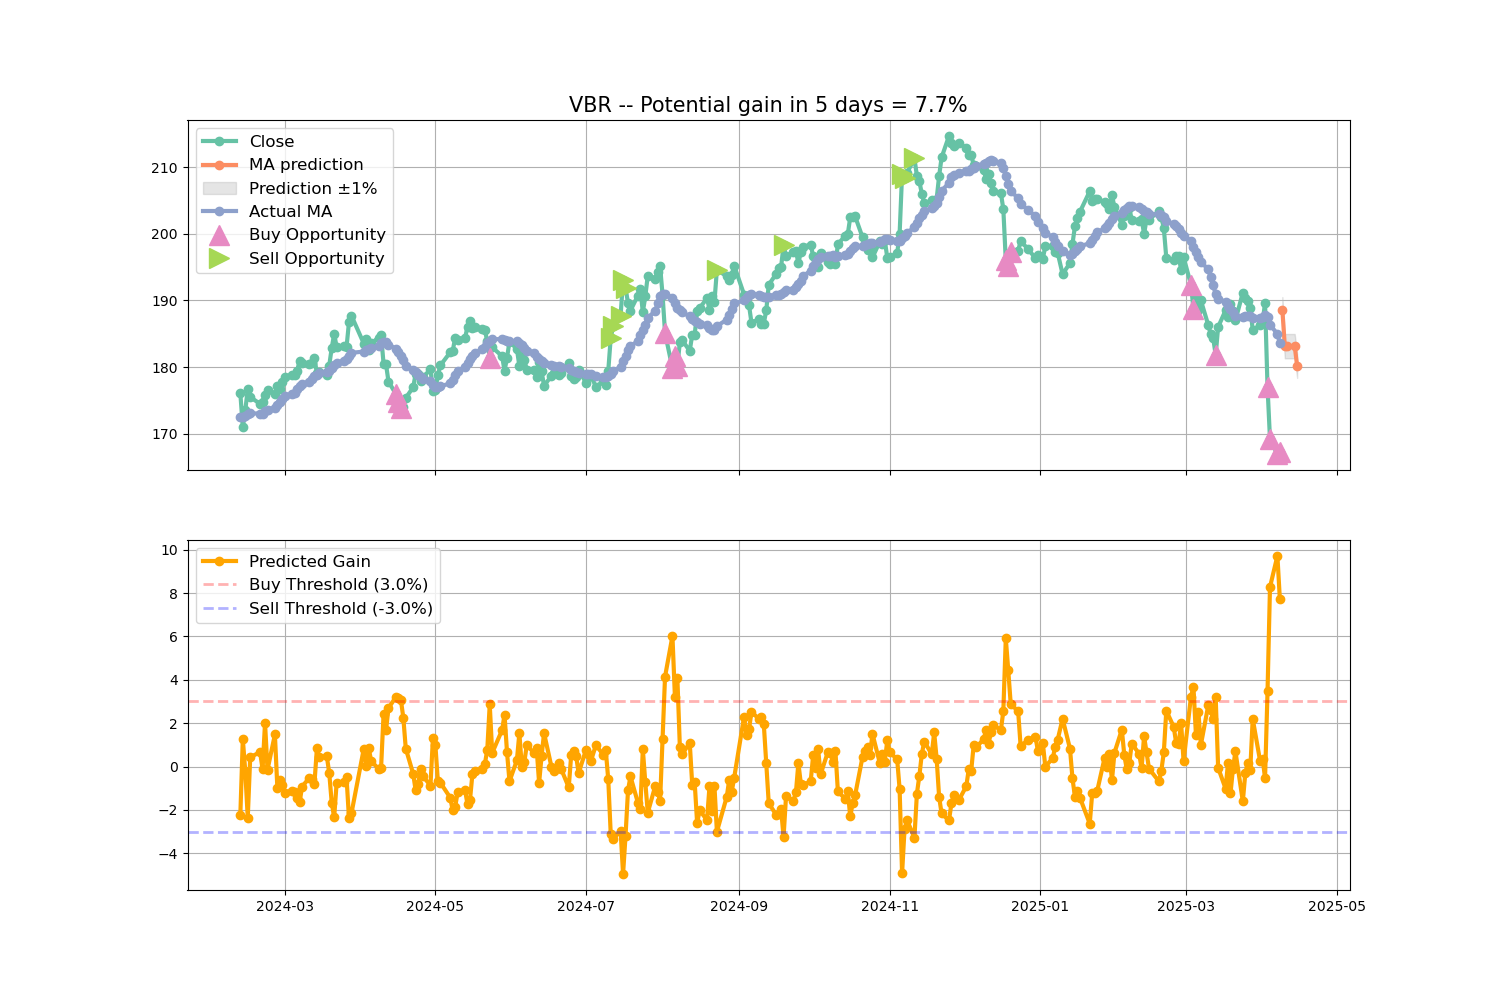 VBR -- Potential gain in 5 days = 7.7%
Close
MA prediction
Prediction ±1%
Actual MA
Buy Opportunity
Sell Opportunity
210
200
190
180
170
Predicted Gain
Buy Threshold (3.0%)
Sell Threshold (-3.0%)
10
8
6
4
2
0
−2
−4
2024-03 2024-05 2024-07 2024-09 2024-11 2025-01 2025-03 2025-05